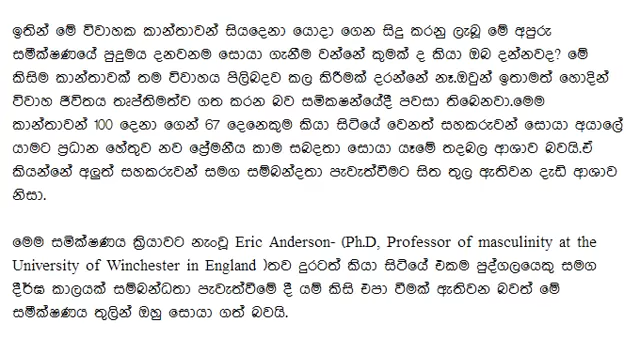 ඉතින් මේ විවාහක කාන්තාවන් සියදෙනා යොදා ගෙන සිදු කරනු ලැබූ මේ අපුරු
සමීක්ෂණයේ පුදුමය දනවනම සොයා ගැනීම වන්නේ කුමක් ද කියා ඔබ දන්නවද? මේ
කිසිම කාන්තාවක් තම විවාහය පිලිබදව කල කිරීමක් දරන්නේ නෑ.ඔවුන් ඉතාමත් හොදින්
විවාහ ජීවිතය තෘප්තිමත්ව ගත කරන බව සමිකෂන්යේදී පවසා තිබෙනවා.මෙම
කාන්තාවන් 100 දෙනා ගෙන් 67 දෙනෙකුම කියා සිටියේ වෙනත් සහකරුවන් සොයා අයාලේ
යාමට ප්‍රධාන හේතුව නව ප්‍රේමනීය කාම සබදතා සොයා යෑමේ තදබල ආශාව බවයි.ඒ
කියන්නේ අලුත් සහකරුවන් සමග සම්බන්දතා පැවැත්වීමට සිත තුල ඇතිවන දැඩි ආශාව
නිසා.
මෙම සමික්ෂණය ක්‍රියාවට නැංවූ Eric Anderson- (Ph.D, Professor of masculinity at the
University of Winchester in England )තව දුරටත් කියා සිටියේ එකම පුද්ගලයෙකු සමග
දීර්ඝ කාලයක් සම්බන්ධතා පැවැත්වීමේ දී යම් කිසි එපා වීමක් ඇතිවන බවත් මේ
සමීක්ෂණය තුලින් ඔහු සොයා ගත් බවයි.